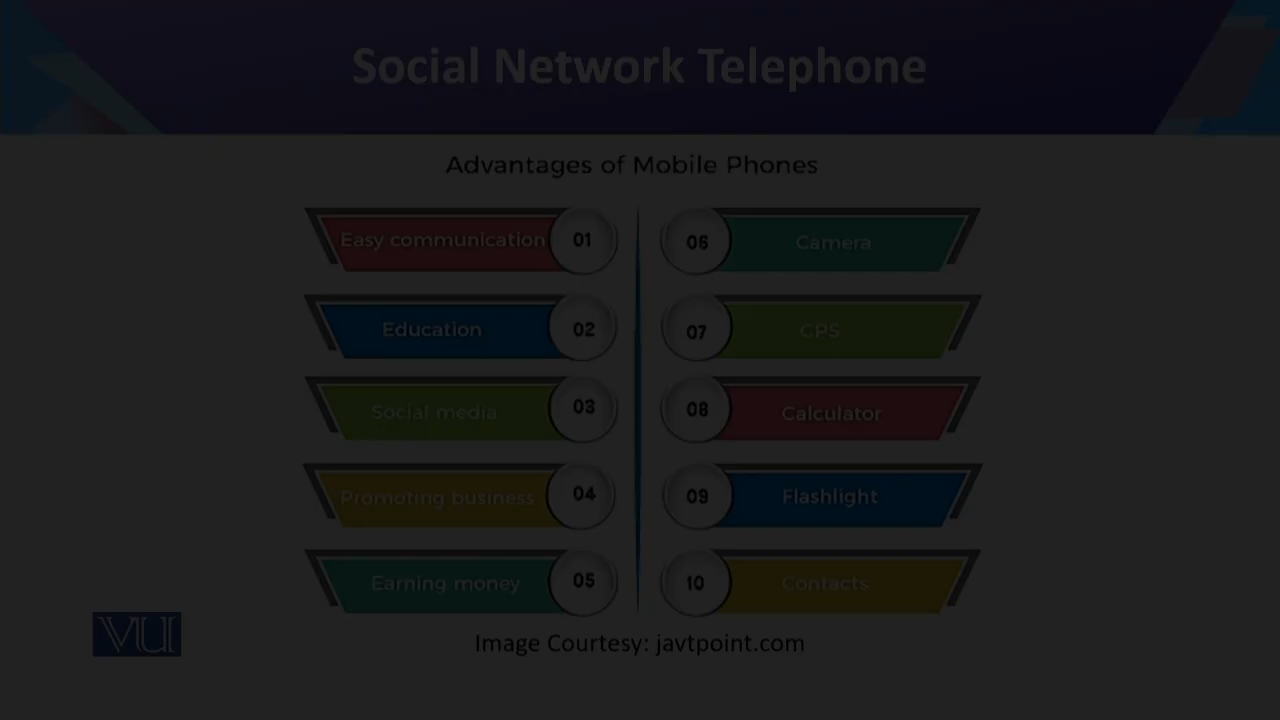 Social Network Telephone
Advantages of Mobile Phones
Easy communication 01
Education 02
Social media 03
Promoting business 04
Earning money 05
06 Camera
07 CPS
08 Calculator
09 Flashlight
10 Contacts
VU
Image Courtesy: javtpoint.com